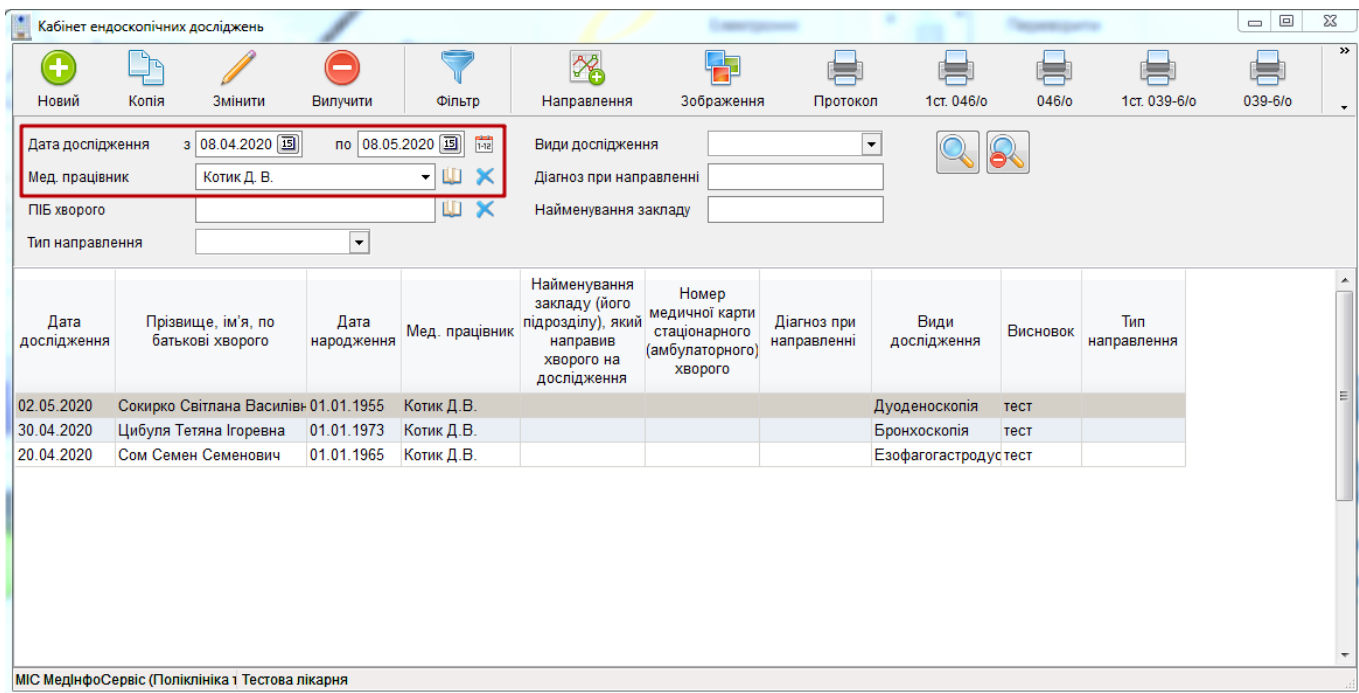 Кабінет ендоскопічних досліджень
Новий Копія Змінити Вилучити Фільтр Направлення Зображення Протокол 1ст. 046/о 046/о 1ст. 039-6/о 039-6/о
Дата дослідження з 08.04.2020 15 по 08.05.2020 15 1-12 Види дослідження
Мед. працівник Котик Д. В. Діагноз при направленні
ПІБ хворого Найменування закладу
Тип направлення
Дата
дослідження
Прізвище, ім'я, по
батькові хворого
Дата
народження
Мед. працівник
Найменування
закладу (його
підрозділу), який
направив
хворого на
дослідження
Номер
медичної карти
стаціонарного
(амбулаторного)
хворого
Діагноз при
направленні
Види
дослідження
Висновок
Тип
направлення
02.05.2020 Сокирко Світлана Василівн 01.01.1955 Котик Д.В. Дуоденоскопія тест
30.04.2020 Цибуля Тетяна Ігоревна 01.01.1973 Котик Д.В. Бронхоскопія тест
20.04.2020 Сом Семен Семенович 01.01.1965 Котик Д.В. Езофагогастродуо тест
МІС МедІнфоСервіс (Поліклініка Тестова лікарня